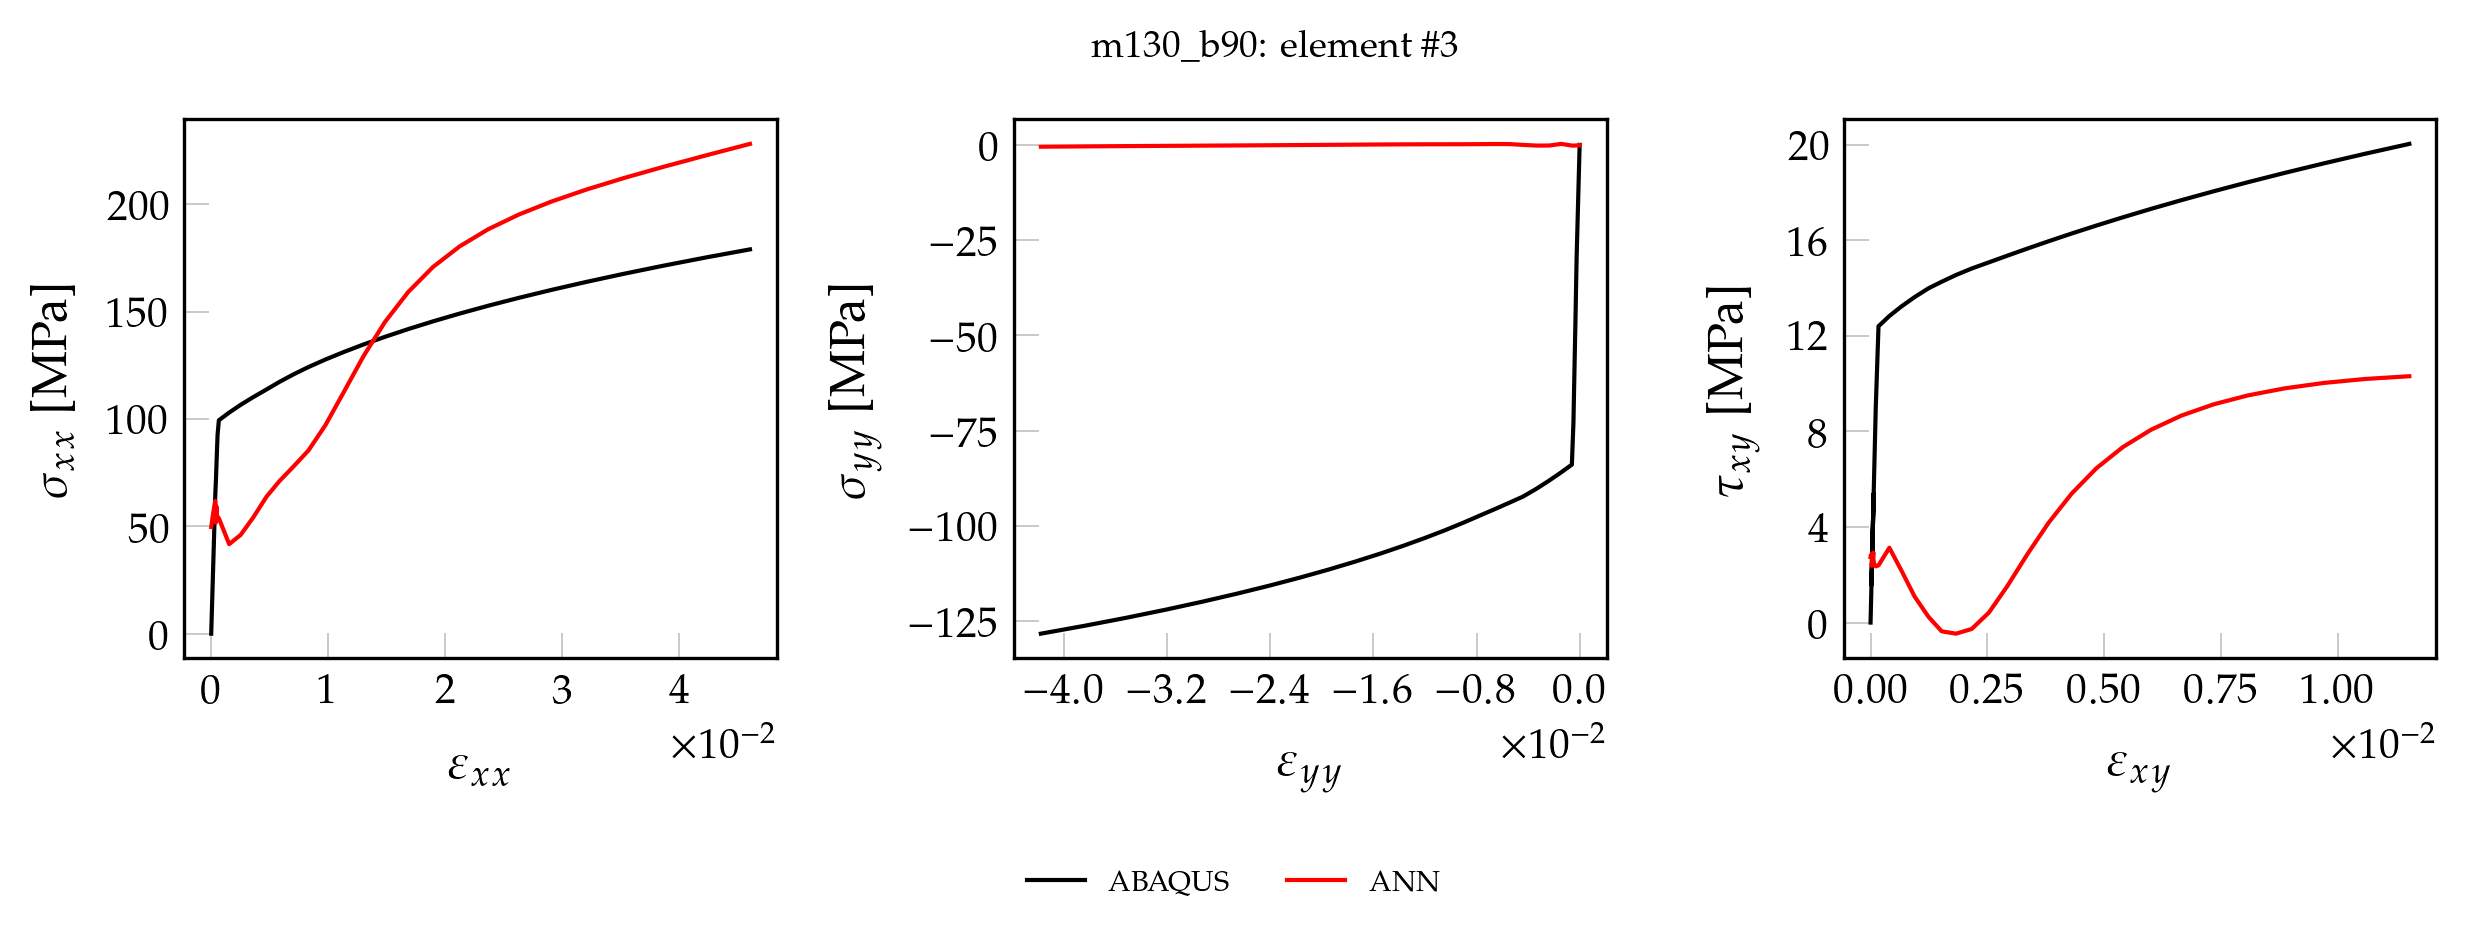 m130_b90: element #3
σxx [MPa]
200
150
100
50
0
0 1 2 3 4
×10−2
εxx
σyy [MPa]
0
−25
−50
−75
−100
−125
−4.0 −3.2 −2.4 −1.6 −0.8 0.0
×10−2
εyy
τxy [MPa]
20
16
12
8
4
0
0.00 0.25 0.50 0.75 1.00
×10−2
εxy
ABAQUS ANN